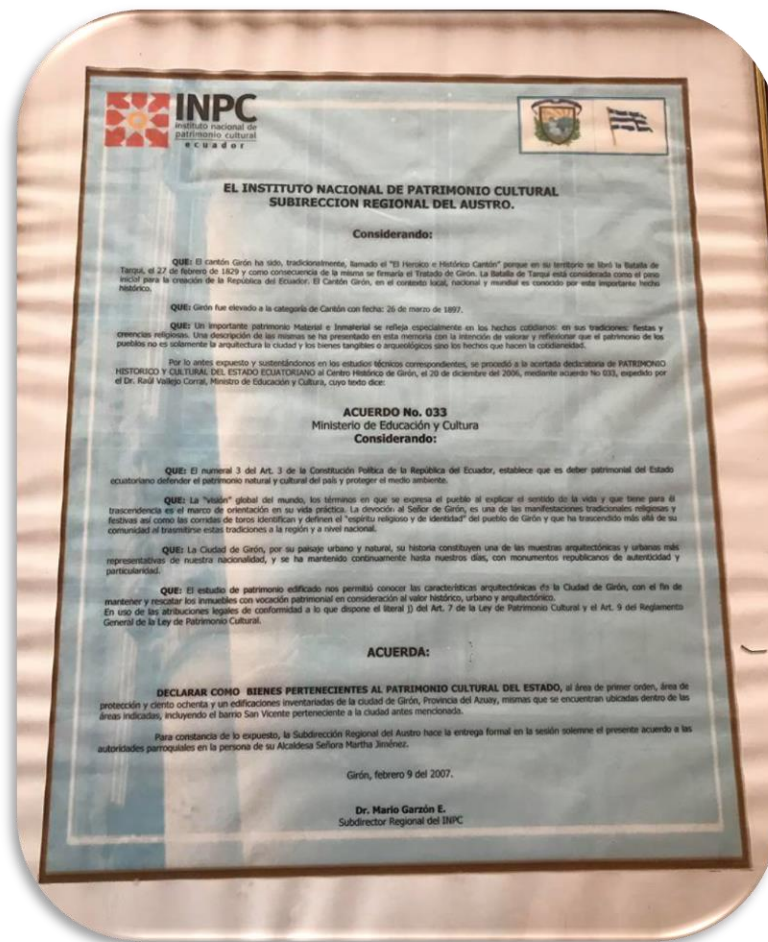 INPC
instituto nacional de
patrimonio cultural
ecuador
EL INSTITUTO NACIONAL DE PATRIMONIO CULTURAL
SUBIRECCION REGIONAL DEL AUSTRO.
Considerando:
QUE: El cantón Girón ha sido, tradicionalmente, llamado el "El Heroico e Histórico Cantón" porque en su territorio se libró la Batalla de
Tarqui, el 27 de febrero de 1829 y como consecuencia de la misma se firmaría el Tratado de Girón. La Batalla de Tarqui está considerada como el paso
inicial para la creación de la República del Ecuador. El Cantón Girón, en el contexto local, nacional y mundial es conocido por este importante hecho
histórico.
QUE: Girón fue elevado a la categoría de Cantón con fecha: 26 de marzo de 1897.
QUE: Un importante patrimonio Material e Inmaterial se refleja especialmente en los hechos cotidianos: en sus tradiciones: fiestas y
creencias religiosas. Una descripción de las mismas se ha presentado en esta memoria con la intención de valorar y reflexionar que el patrimonio de los
pueblos no es solamente la arquitectura la ciudad y los bienes tangibles o arqueológicos sino los hechos que hacen la cotidianidad.
Por lo antes expuesto y sustentándonos en los estudios técnicos correspondientes, se procedió a la acertada declaratoria de PATRIMONIO
HISTORICO Y CULTURAL DEL ESTADO ECUATORIANO al Centro Histórico de Girón, el 20 de diciembre del 2006, mediante acuerdo No 033, expedido por
el Dr. Raúl Vallejo Corral, Ministro de Educación y Cultura, cuyo texto dice:
ACUERDO No. 033
Ministerio de Educación y Cultura
Considerando:
QUE: El numeral 3 del Art. 3 de la Constitución Política de la República del Ecuador, establece que es deber patrimonial del Estado
ecuatoriano defender el patrimonio natural y cultural del país y proteger el medio ambiente.
QUE: La "visión" global del mundo, los términos en que se expresa el pueblo al explicar el sentido de la vida y que tiene para él
trascendencia es el marco de orientación en su vida práctica. La devoción al Señor de Girón, es una de las manifestaciones tradicionales religiosas y
festivas así como las corridas de toros identifican y definen el "espíritu religioso y de identidad" del pueblo de Girón y que ha trascendido más allá de su
comunidad al trasmitirse estas tradiciones a la región y a nivel nacional.
QUE: La Ciudad de Girón, por su paisaje urbano y natural, su historia constituyen una de las muestras arquitectónicas y urbanas más
representativas de nuestra nacionalidad, y se ha mantenido continuamente hasta nuestros días, con monumentos republicanos de autenticidad y
particularidad.
QUE: El estudio de patrimonio edificado nos permitió conocer las características arquitectónicas de la Ciudad de Girón, con el fin de
mantener y rescatar los inmuebles con vocación patrimonial en consideración al valor histórico, urbano y arquitectónico.
En uso de las atribuciones legales de conformidad a lo que dispone el literal j) del Art. 7 de la Ley de Patrimonio Cultural y el Art. 9 del Reglamento
General de la Ley de Patrimonio Cultural.
ACUERDA:
DECLARAR COMO BIENES PERTENECIENTES AL PATRIMONIO CULTURAL DEL ESTADO, al área de primer orden, área de
protección y ciento ochenta y un edificaciones inventariadas de la ciudad de Girón, Provincia del Azuay, mismas que se encuentran ubicadas dentro de las
áreas indicadas, incluyendo el barrio San Vicente perteneciente a la ciudad antes mencionada.
Para constancia de lo expuesto, la Subdirección Regional del Austro hace la entrega formal en la sesión solemne el presente acuerdo a las
autoridades parroquiales en la persona de su Alcaldesa Señora Martha Jiménez.
Girón, febrero 9 del 2007.
Dr. Mario Garzón E.
Subdirector Regional del INPC